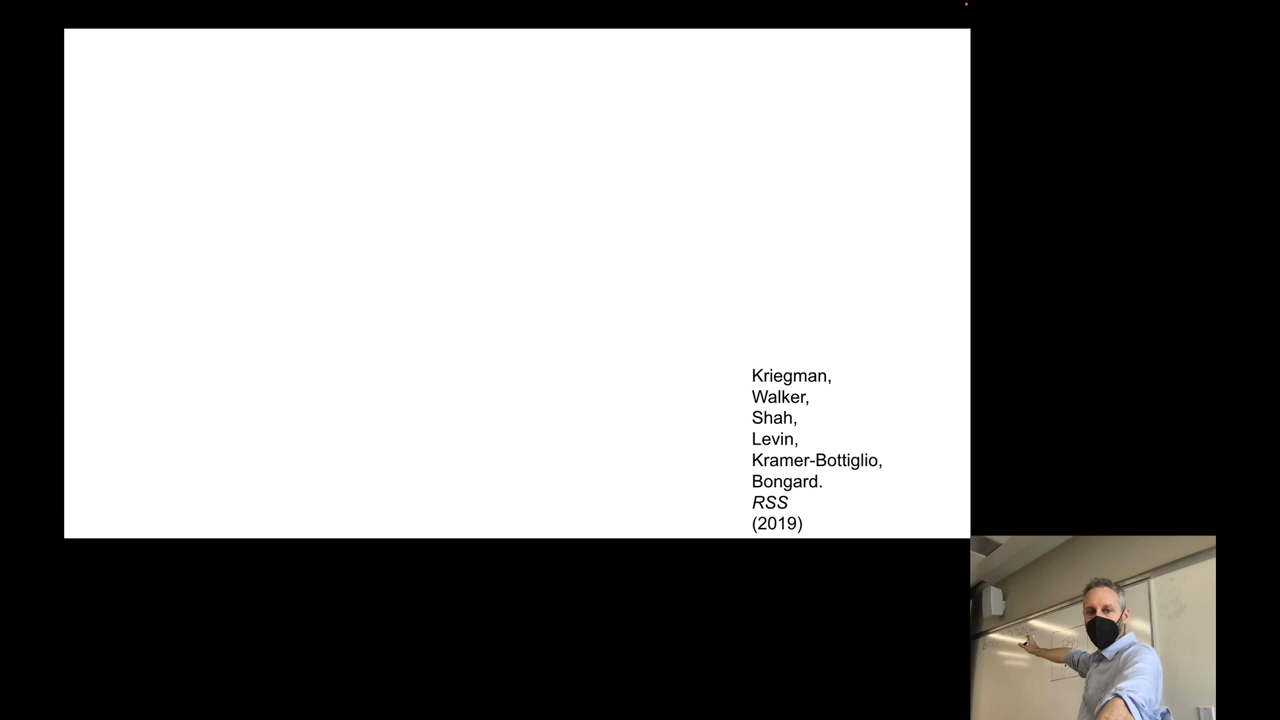 Kriegman,
Walker,
Shah,
Levin,
Kramer-Bottiglio,
Bongard.
RSS
(2019)